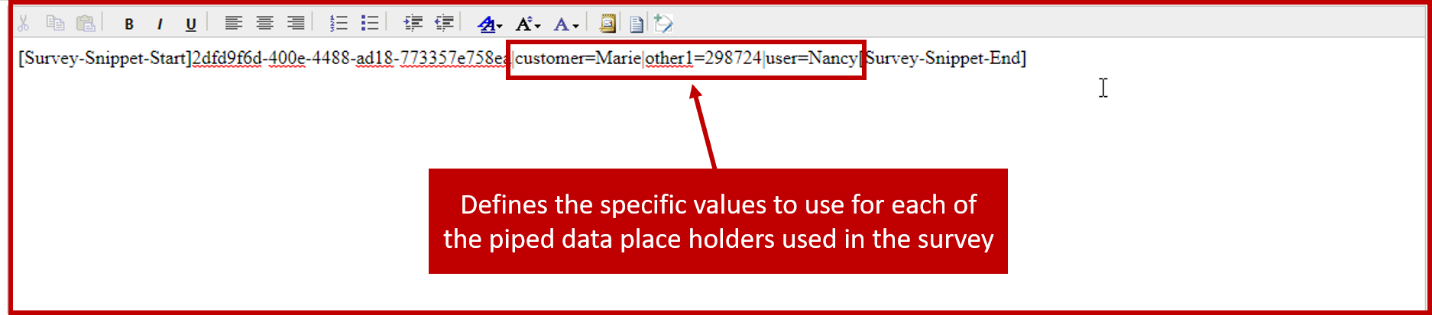 B I U A A A
[Survey-Snippet-Start]2dfd9f6d-400e-4488-ad18-773357e758ea|customer=Marie|other1=298724|user=Nancy[Survey-Snippet-End]
Defines the specific values to use for each of
the piped data place holders used in the survey